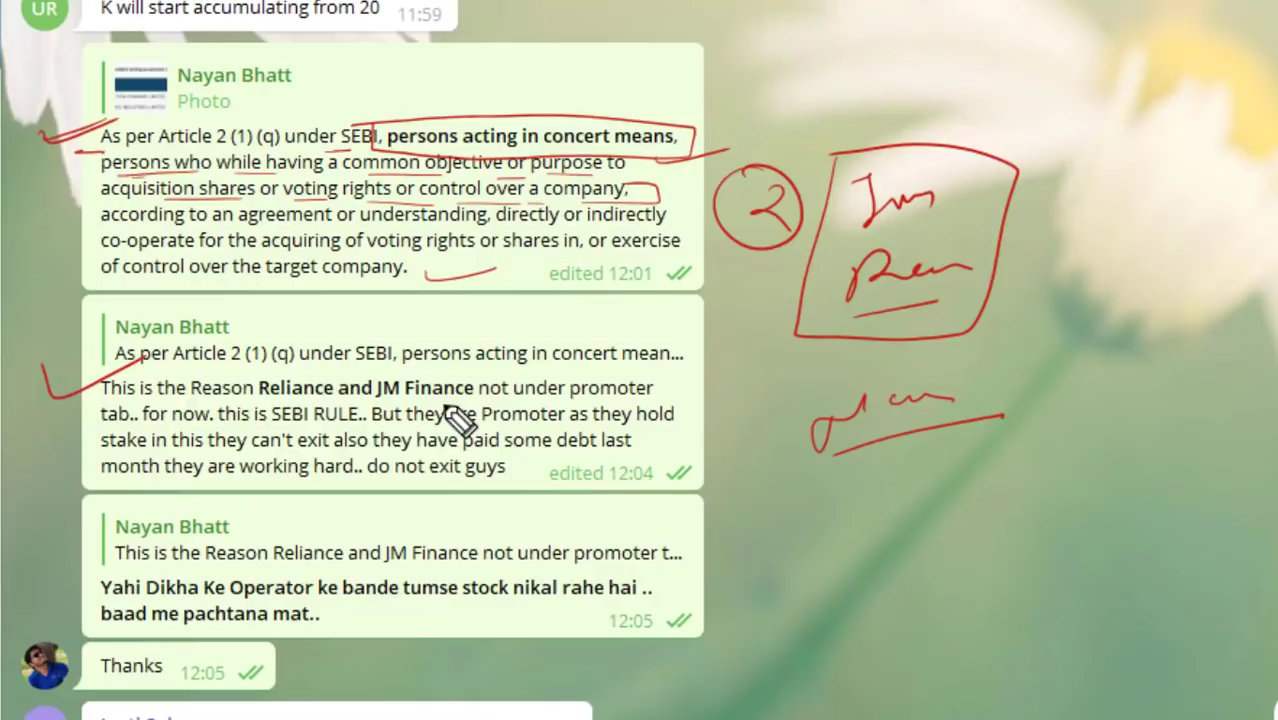 UR
K will start accumulating from 20
11:59
Nayan Bhatt
Photo
As per Article 2 (1) (q) under SEBI, persons acting in concert means,
persons who while having a common objective or purpose to
acquisition shares or voting rights or control over a company,
according to an agreement or understanding, directly or indirectly
co-operate for the acquiring of voting rights or shares in, or exercise
of control over the target company.
edited 12:01
2
Nayan Bhatt
As per Article 2 (1) (q) under SEBI, persons acting in concert mean...
This is the Reason Reliance and JM Finance not under promoter
tab.. for now. this is SEBI RULE.. But they Promoter as they hold
stake in this they can't exit also they have paid some debt last
month they are working hard.. do not exit guys
edited 12:04
Nayan Bhatt
This is the Reason Reliance and JM Finance not under promoter t...
Yahi Dikha Ke Operator ke bande tumse stock nikal rahe hai ..
baad me pachtana mat..
12:05
Thanks
12:05